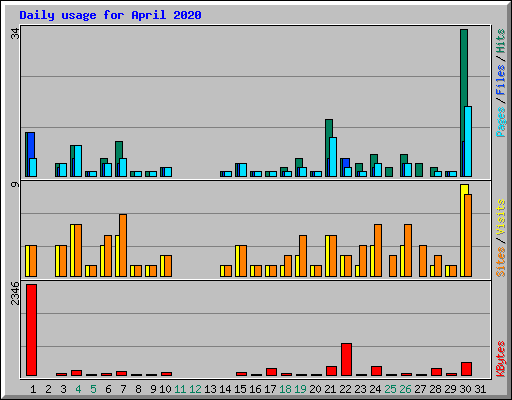 Daily usage for April 2020
34
Pages / Files / Hits
9
Sites / Visits
2346
KBytes
1 2 3 4 5 6 7 8 9 10 11 12 13 14 15 16 17 18 19 20 21 22 23 24 25 26 27 28 29 30 31